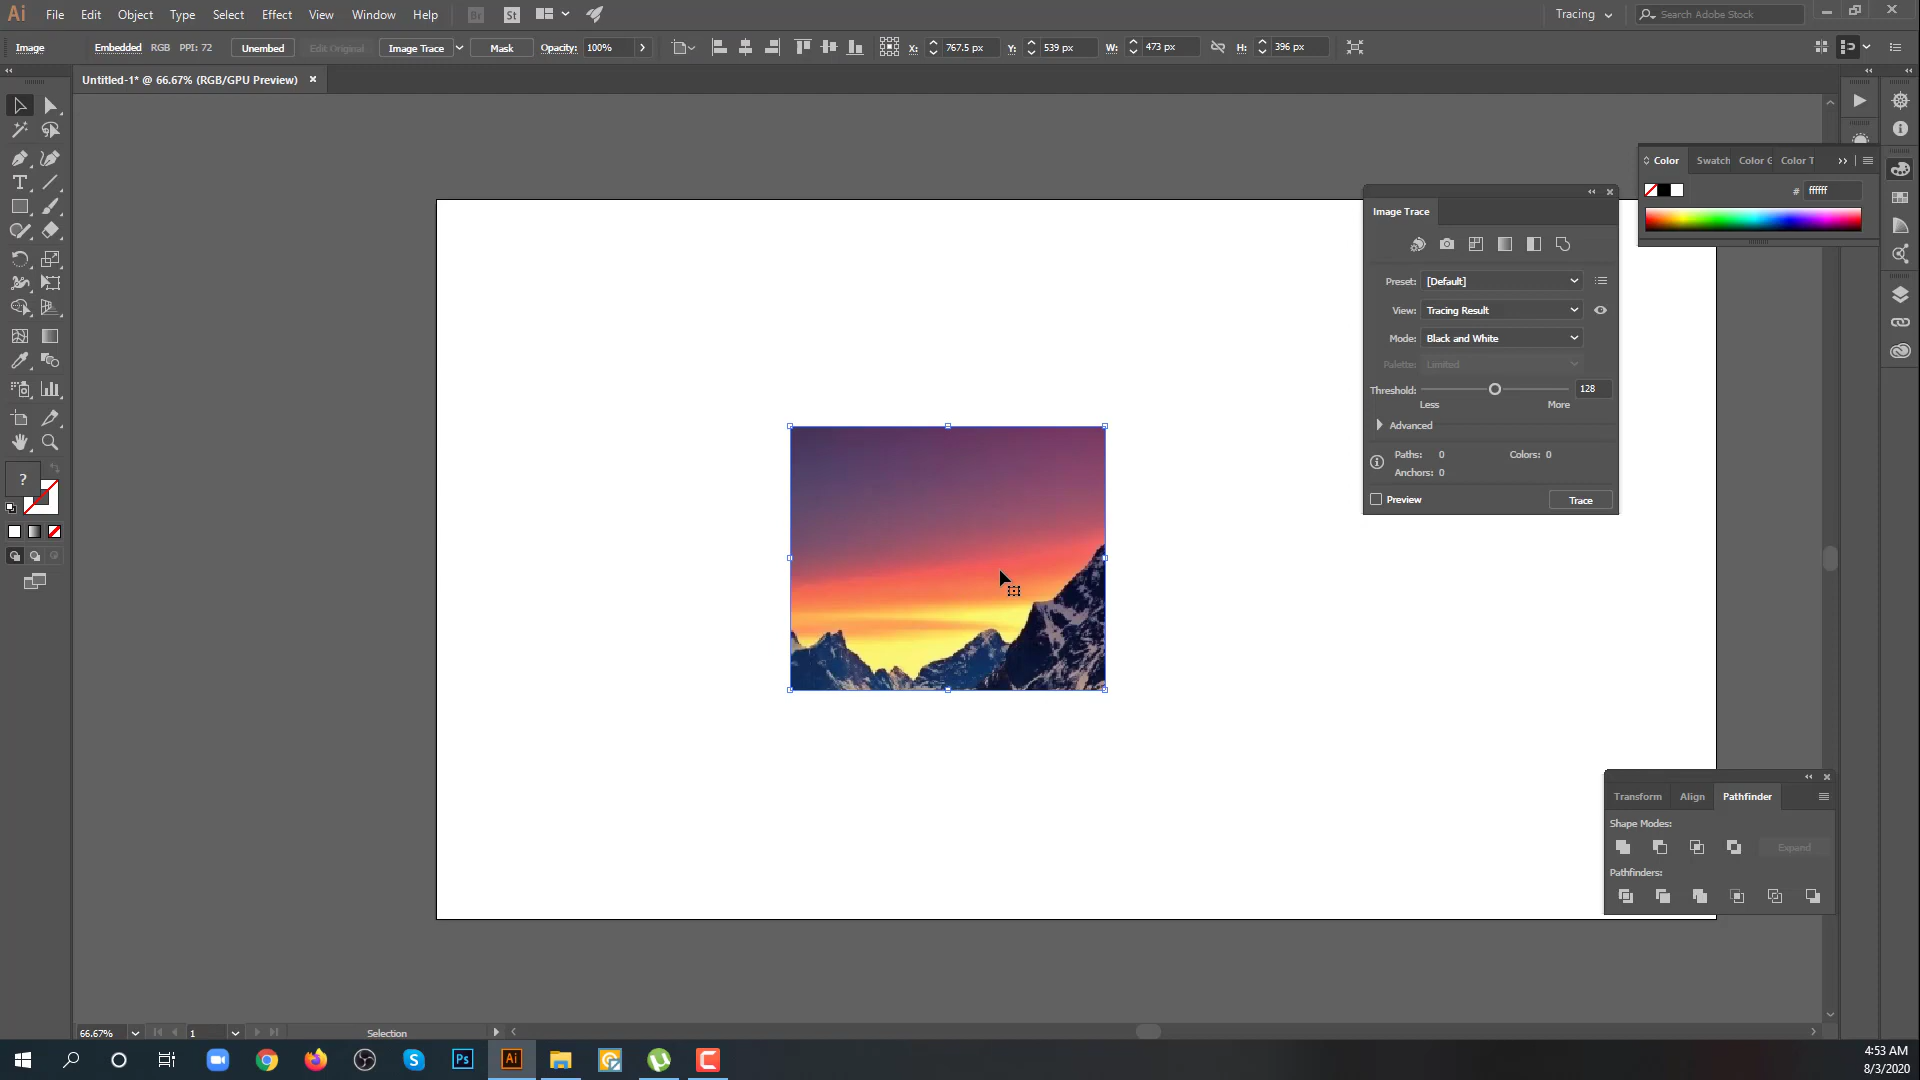 Ai File Edit Object Type Select Effect View Window Help Br St Tracing Search Adobe Stock
Image Embedded RGB PPI: 72 Unembed Edit Original Image Trace Mask Opacity: 100% X: 767.5 px Y: 539 px W: 473 px H: 396 px
Untitled-1* @ 66.67% (RGB/GPU Preview)
Color Swatch Color G Color T
# ffffff
Image Trace
Preset: [Default]
View: Tracing Result
Mode: Black and White
Palette: Limited
Threshold: 128
Less More
Advanced
Paths: 0 Colors: 0
Anchors: 0
Preview Trace
?
Transform Align Pathfinder
Shape Modes:
Expand
Pathfinders:
66.67% 1 Selection
Ps Ai
4:53 AM
8/3/2020